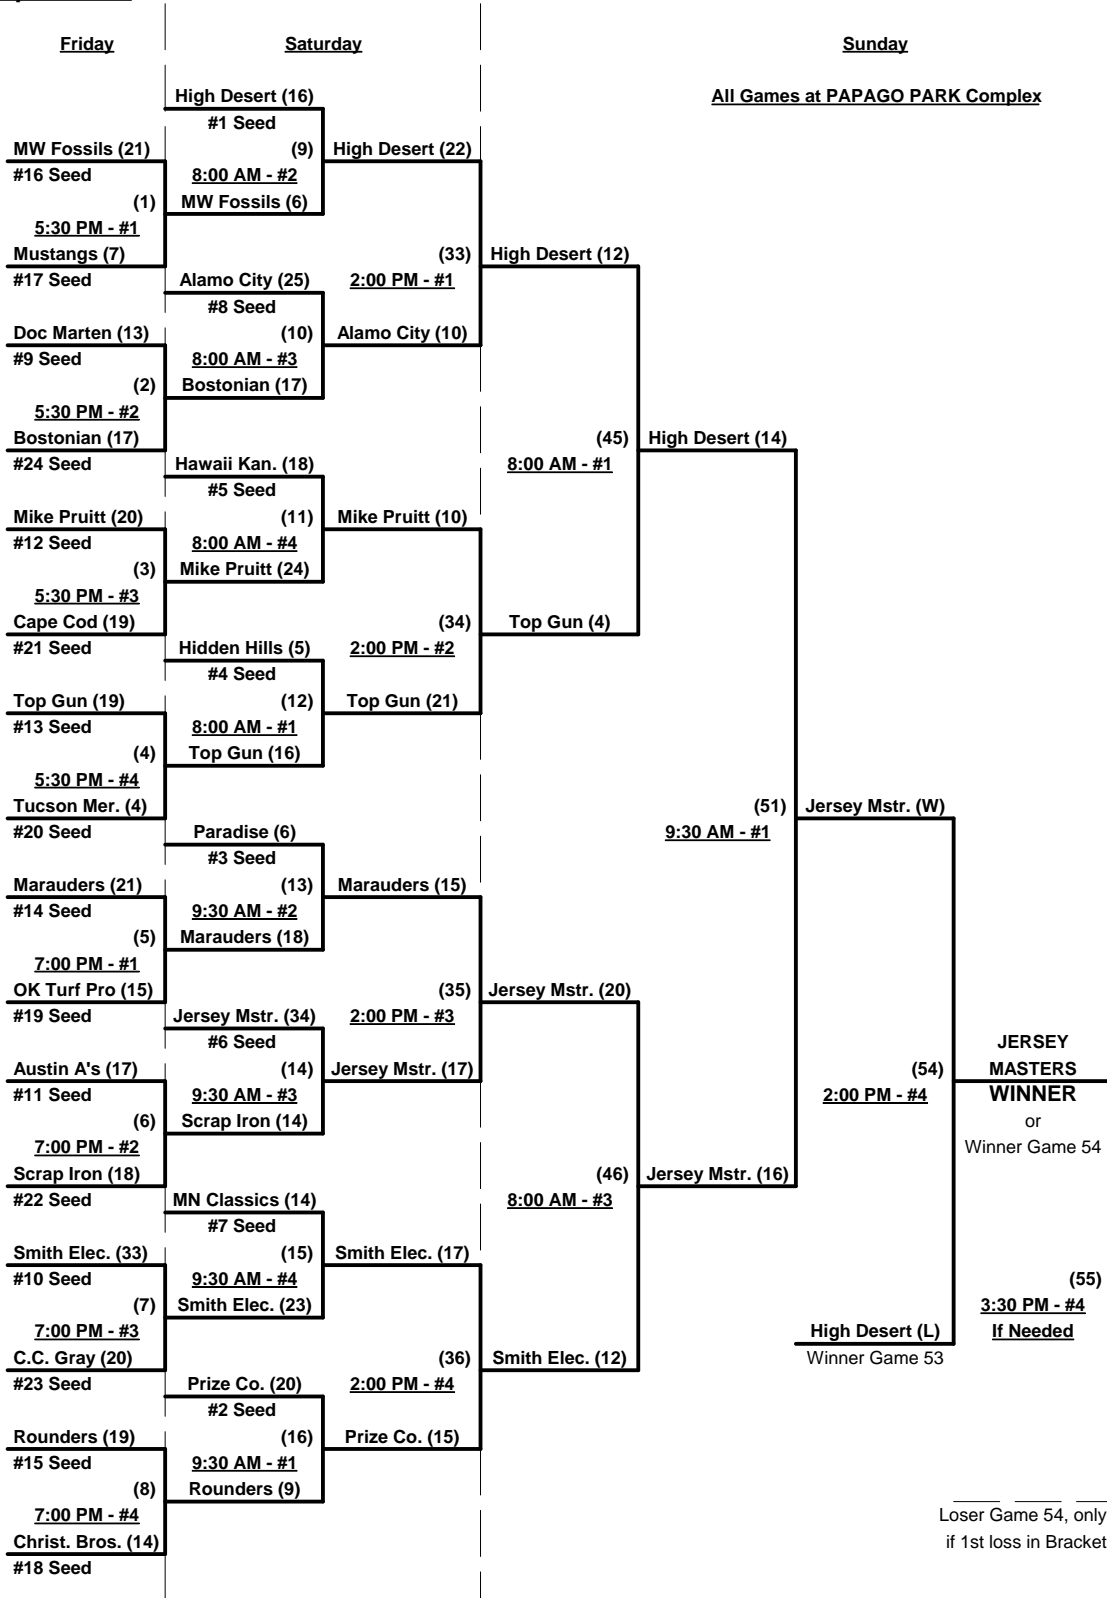 Friday
Saturday
Sunday
All Games at PAPAGO PARK Complex
High Desert (16)
#1 Seed
MW Fossils (21)
(9)
High Desert (22)
#16 Seed
8:00 AM - #2
(1)
MW Fossils (6)
5:30 PM - #1
Mustangs (7)
(33)
High Desert (12)
#17 Seed
Alamo City (25)
2:00 PM - #1
#8 Seed
Doc Marten (13)
(10)
Alamo City (10)
#9 Seed
8:00 AM - #3
(2)
Bostonian (17)
5:30 PM - #2
Bostonian (17)
(45)
High Desert (14)
#24 Seed
Hawaii Kan. (18)
8:00 AM - #1
#5 Seed
Mike Pruitt (20)
(11)
Mike Pruitt (10)
#12 Seed
8:00 AM - #4
(3)
Mike Pruitt (24)
5:30 PM - #3
Cape Cod (19)
(34)
Top Gun (4)
#21 Seed
Hidden Hills (5)
2:00 PM - #2
#4 Seed
Top Gun (19)
(12)
Top Gun (21)
#13 Seed
8:00 AM - #1
(4)
Top Gun (16)
5:30 PM - #4
Tucson Mer. (4)
(51)
Jersey Mstr. (W)
#20 Seed
Paradise (6)
9:30 AM - #1
#3 Seed
Marauders (21)
(13)
Marauders (15)
#14 Seed
9:30 AM - #2
(5)
Marauders (18)
7:00 PM - #1
OK Turf Pro (15)
(35)
Jersey Mstr. (20)
#19 Seed
Jersey Mstr. (34)
2:00 PM - #3
#6 Seed
JERSEY
Austin A's (17)
(14)
Jersey Mstr. (17)
(54)
MASTERS
#11 Seed
9:30 AM - #3
2:00 PM - #4
WINNER
(6)
Scrap Iron (14)
or
7:00 PM - #2
Winner Game 54
Scrap Iron (18)
(46)
Jersey Mstr. (16)
#22 Seed
MN Classics (14)
8:00 AM - #3
#7 Seed
Smith Elec. (33)
(15)
Smith Elec. (17)
#10 Seed
9:30 AM - #4
(55)
(7)
Smith Elec. (23)
3:30 PM - #4
7:00 PM - #3
High Desert (L)
If Needed
C.C. Gray (20)
(36)
Smith Elec. (12)
Winner Game 53
#23 Seed
Prize Co. (20)
2:00 PM - #4
#2 Seed
Rounders (19)
(16)
Prize Co. (15)
#15 Seed
9:30 AM - #1
(8)
Rounders (9)
7:00 PM - #4
Loser Game 54, only
Christ. Bros. (14)
if 1st loss in Bracket
#18 Seed